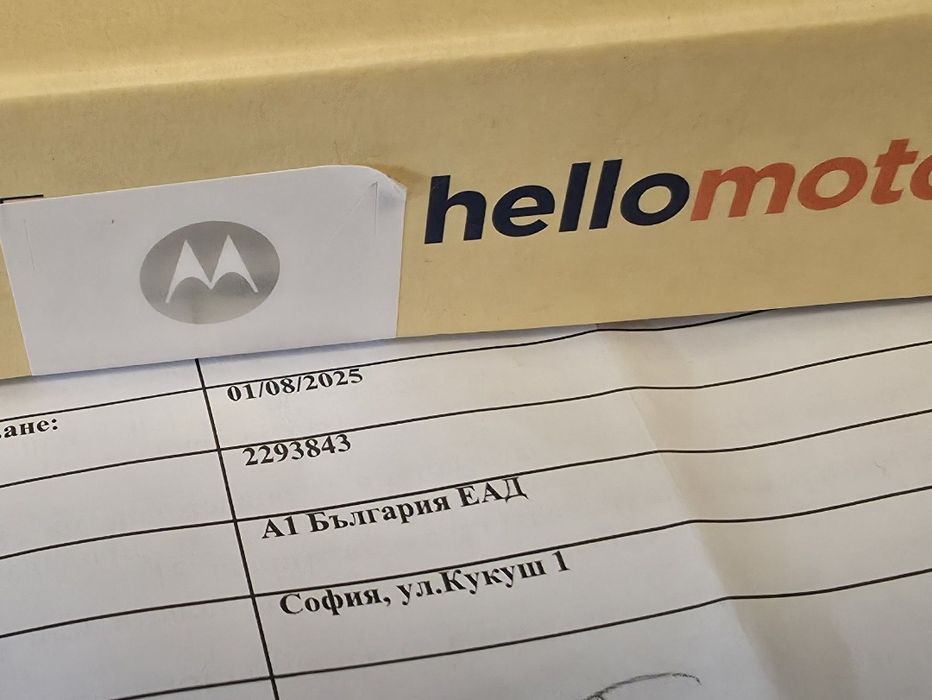 hellomoto
01/08/2025
ане:
2293843
А1 България ЕАД
София, ул.Кукуш 1